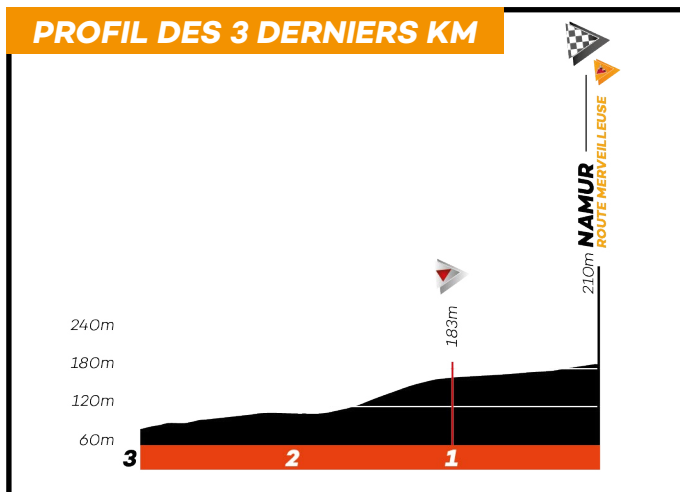 PROFIL DES 3 DERNIERS KM
NAMUR
ROUTE MERVEILLEUSE
210m
183m
240m
180m
120m
60m
3 2 1